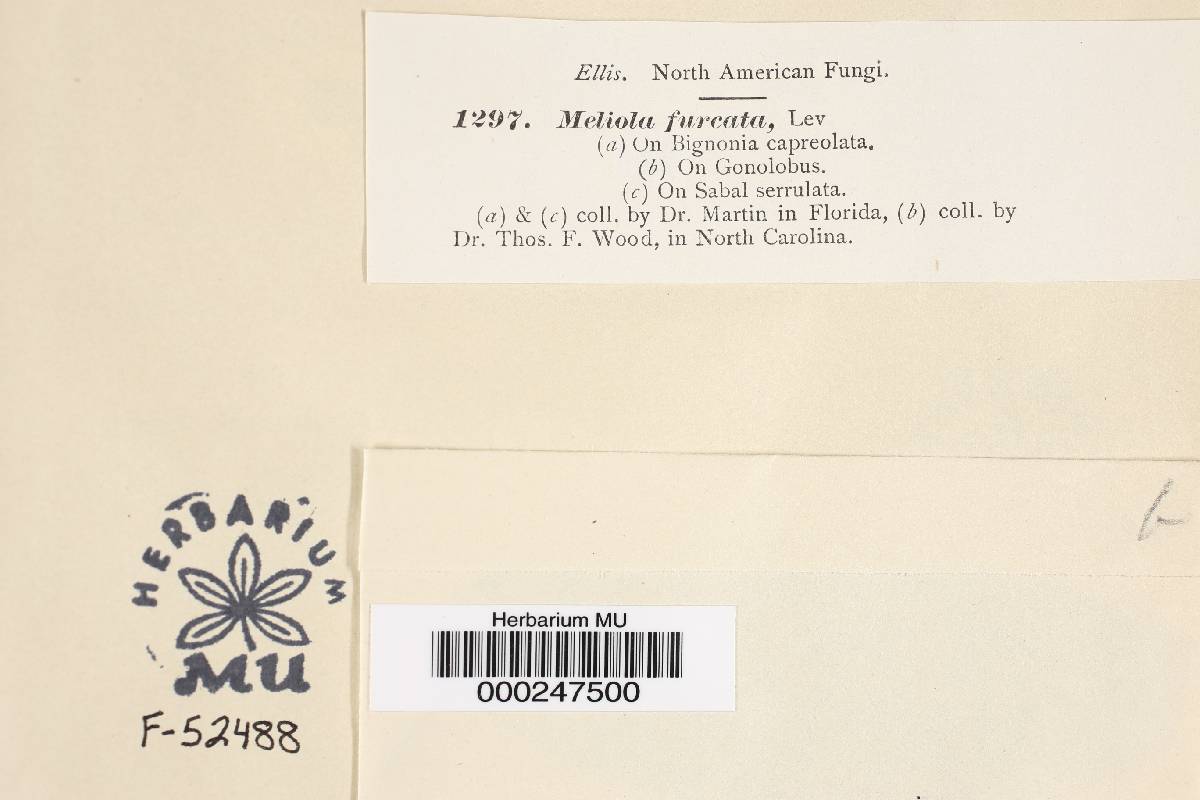 Ellis. North American Fungi.
1297. Meliola furcata, Lev
(a) On Bignonia capreolata.
(b) On Gonolobus.
(c) On Sabal serrulata.
(a) & (c) coll. by Dr. Martin in Florida, (b) coll. by
Dr. Thos. F. Wood, in North Carolina.
HERBARIUM
MU
F-52488
Herbarium MU
000247500